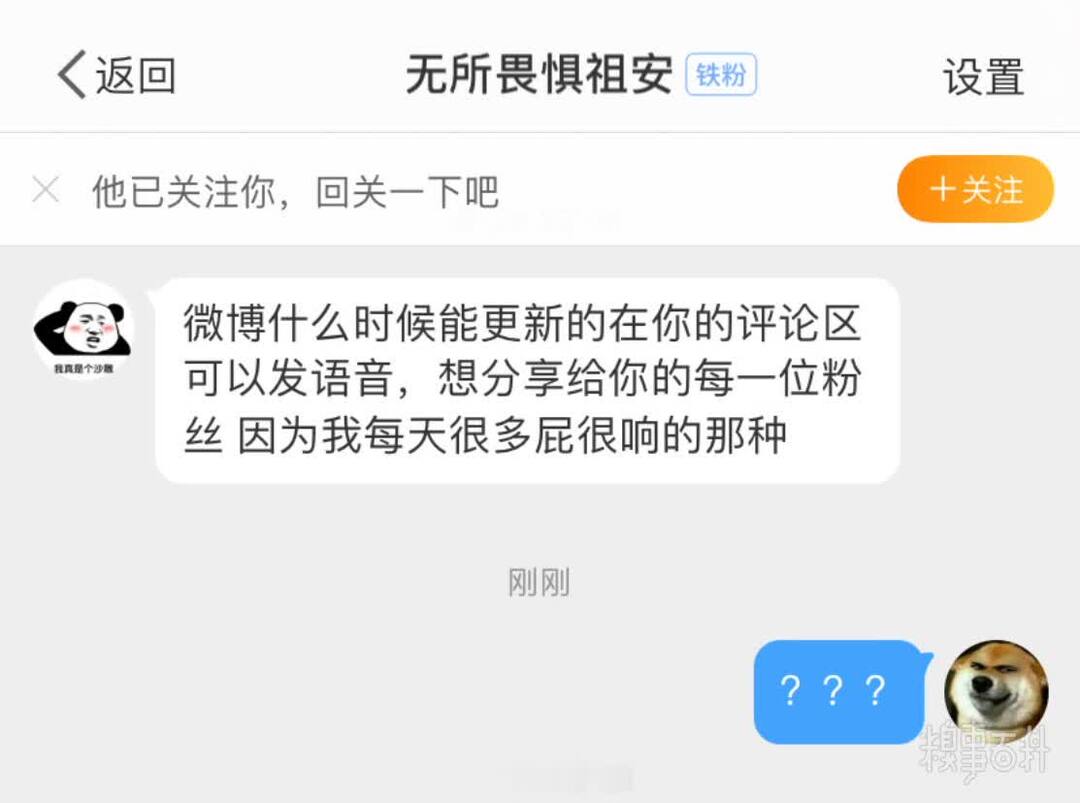 返回
无所畏惧祖安
铁粉
设置
他已关注你，回关一下吧
+关注
我真是个沙雕
微博什么时候能更新的在你的评论区
可以发语音，想分享给你的每一位粉
丝 因为我每天很多屁很响的那种
刚刚
？？？
糗事百科